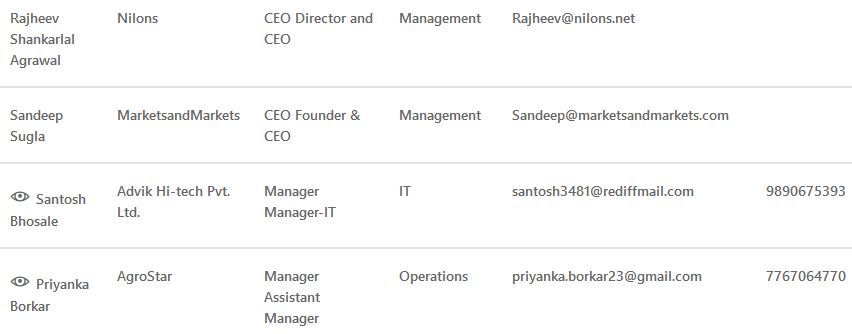 Rajheev Shankarlal Agrawal Nilons CEO Director and CEO Management Rajheev@nilons.net
Sandeep Sugla MarketsandMarkets CEO Founder & CEO Management Sandeep@marketsandmarkets.com
Santosh Bhosale Advik Hi-tech Pvt. Ltd. Manager Manager-IT IT santosh3481@rediffmail.com 9890675393
Priyanka Borkar AgroStar Manager Assistant Manager Operations priyanka.borkar23@gmail.com 7767064770